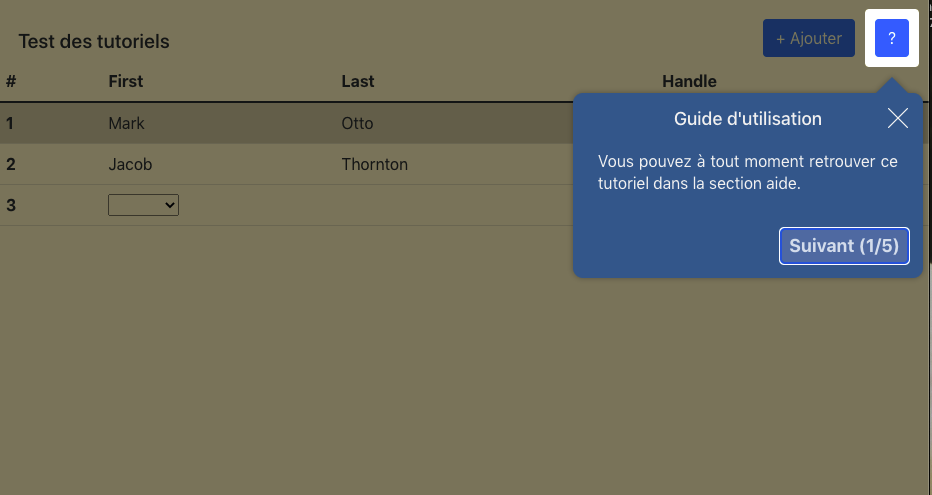 Test des tutoriels
+ Ajouter
?
# First Last Handle
1 Mark Otto
2 Jacob Thornton
3
Guide d'utilisation
Vous pouvez à tout moment retrouver ce
tutoriel dans la section aide.
Suivant (1/5)